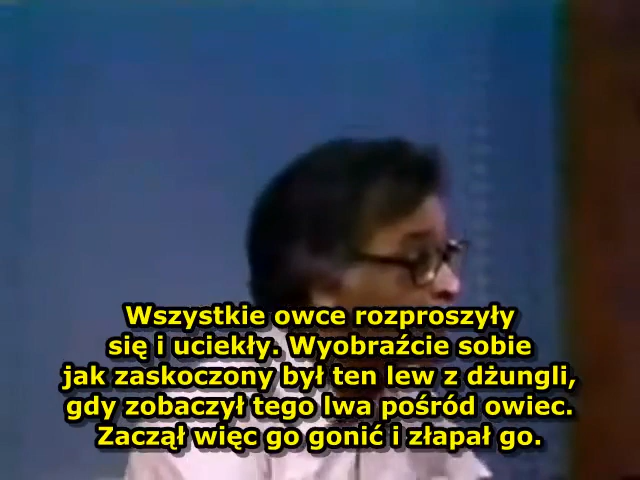 Wszystkie owce rozproszyły
się i uciekły. Wyobraźcie sobie
jak zaskoczony był ten lew z dżungli,
gdy zobaczył tego lwa pośród owiec.
Zaczął więc go gonić i złapał go.